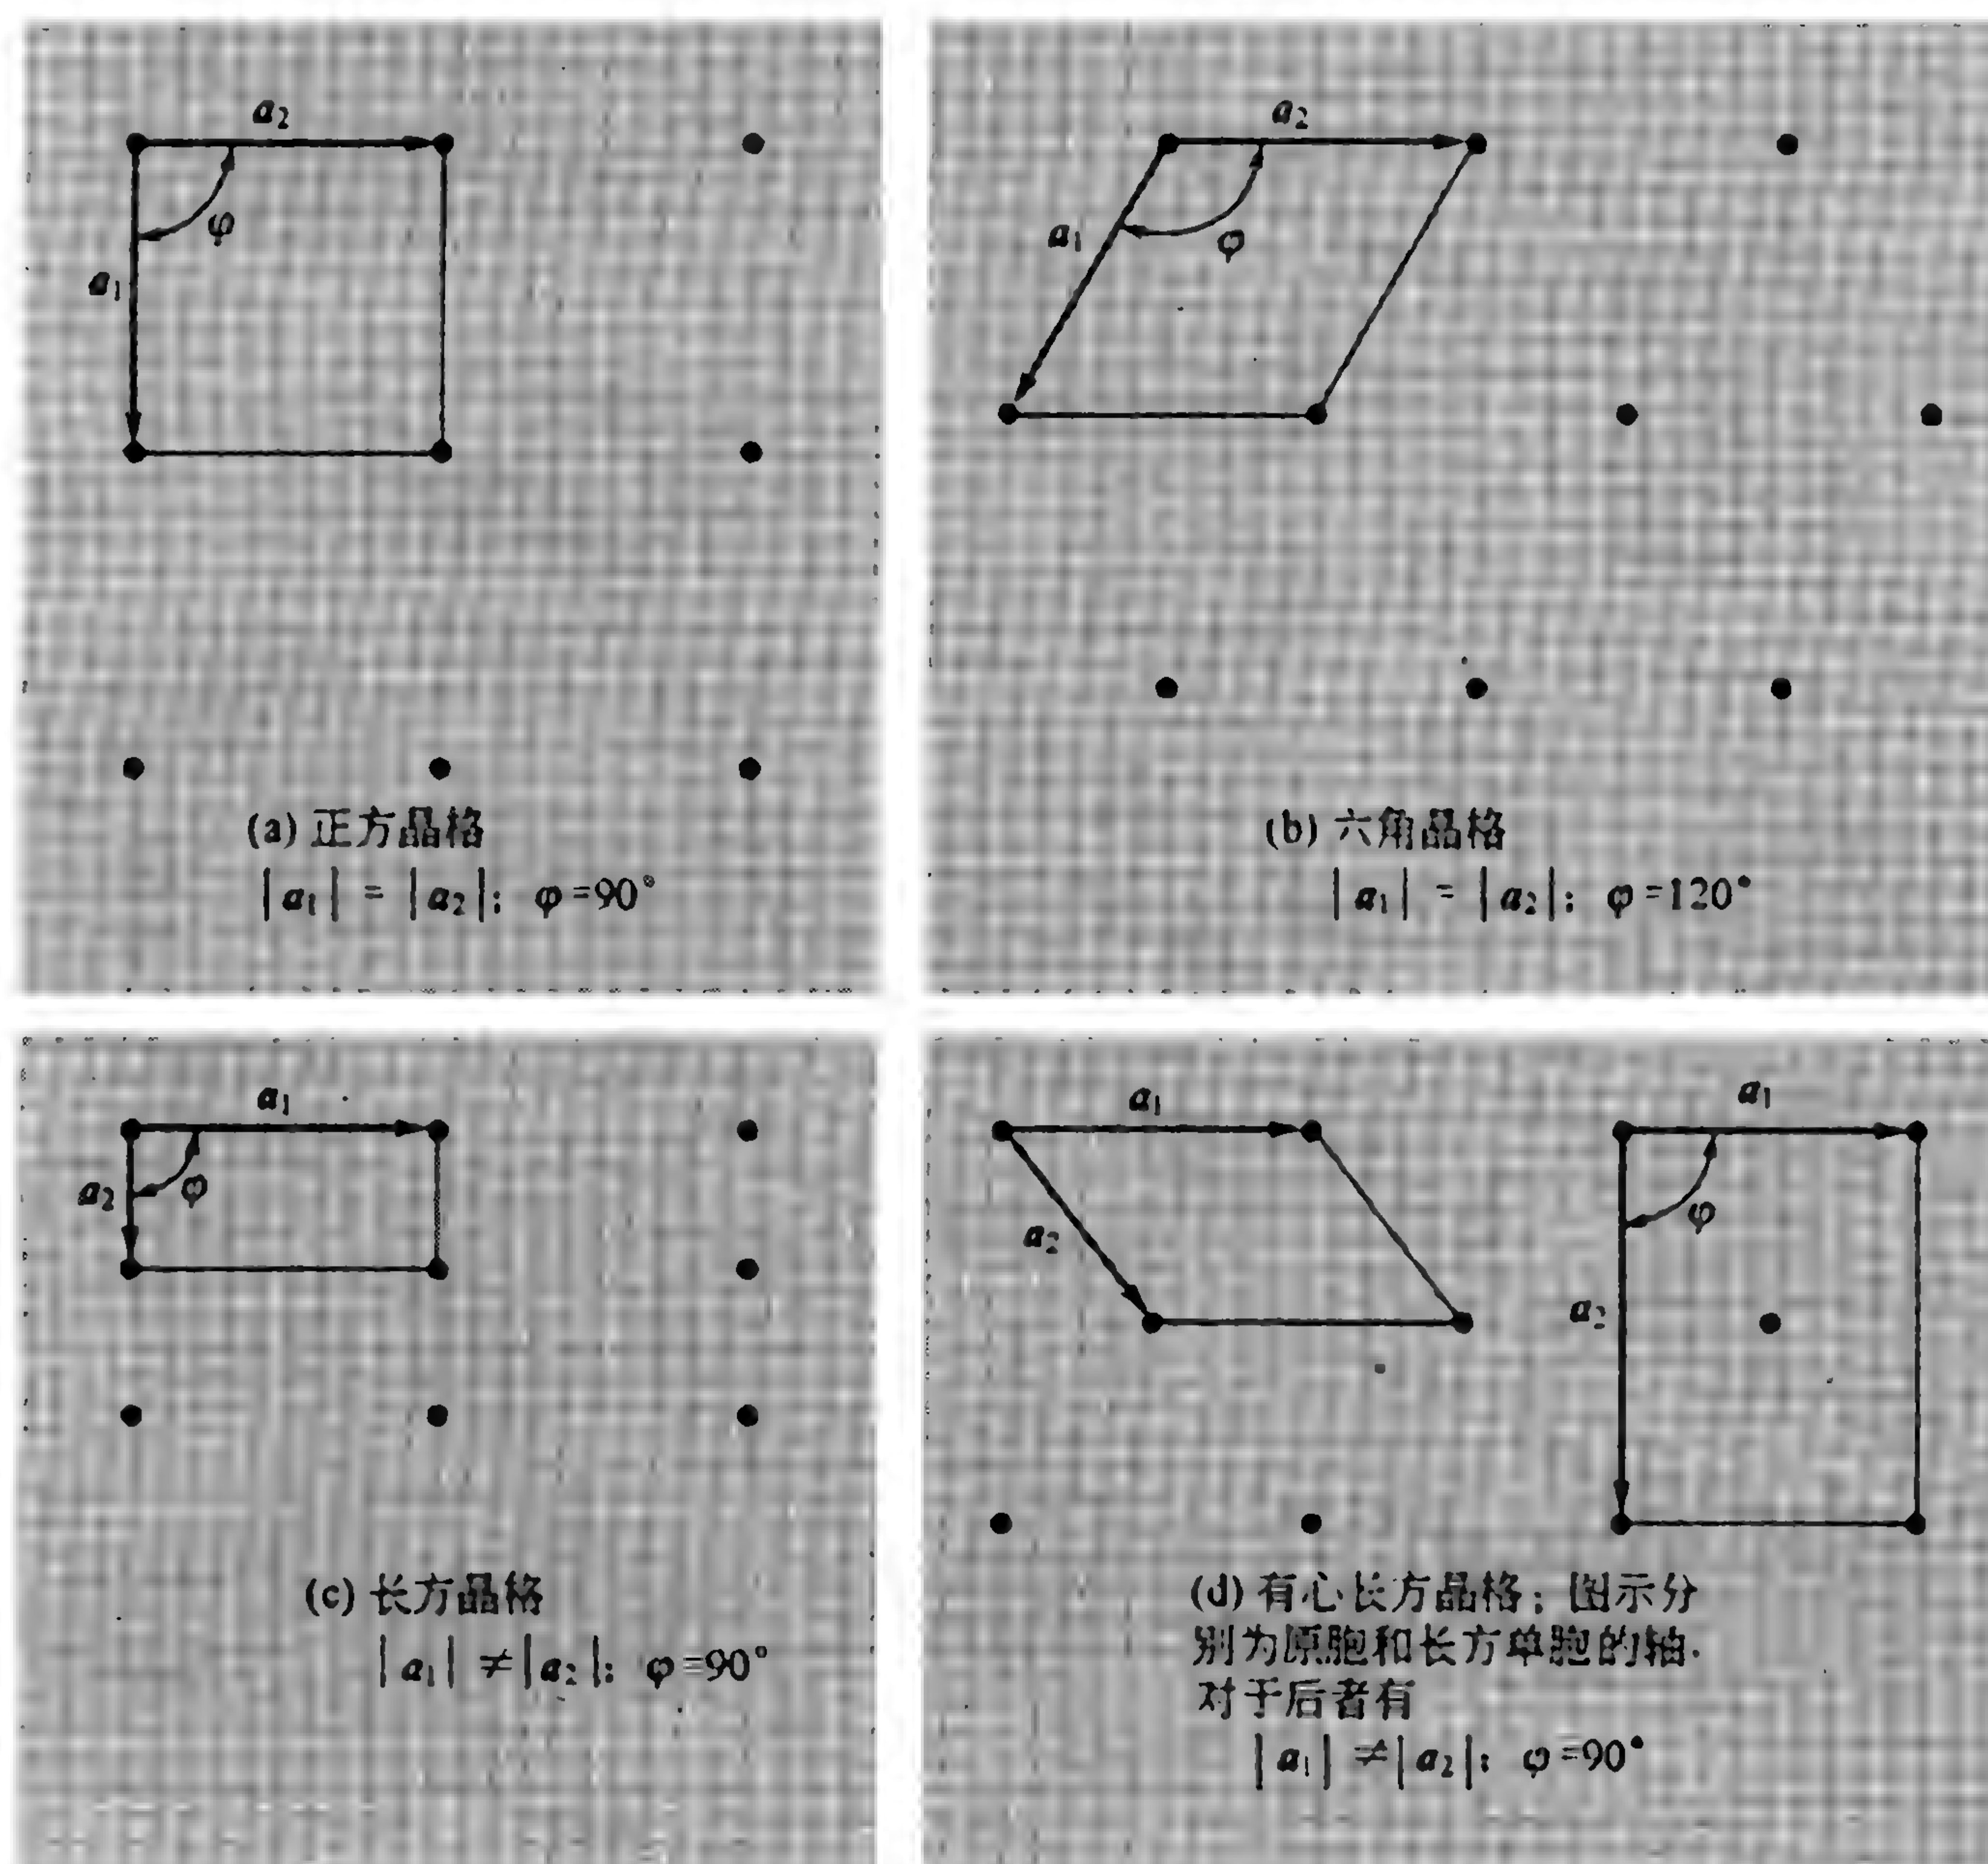 a₂
φ
a₁
(a) 正方晶格
|a₁| = |a₂|; φ=90°
a₂
a₁
φ
(b) 六角晶格
|a₁| = |a₂|; φ=120°
a₁
a₂
φ
(c) 长方晶格
|a₁| ≠ |a₂|; φ=90°
a₁
a₂
a₁
φ
a₂
(d) 有心长方晶格; 图示分
别为原胞和长方单胞的轴.
对于后者有
|a₁| ≠ |a₂|; φ=90°